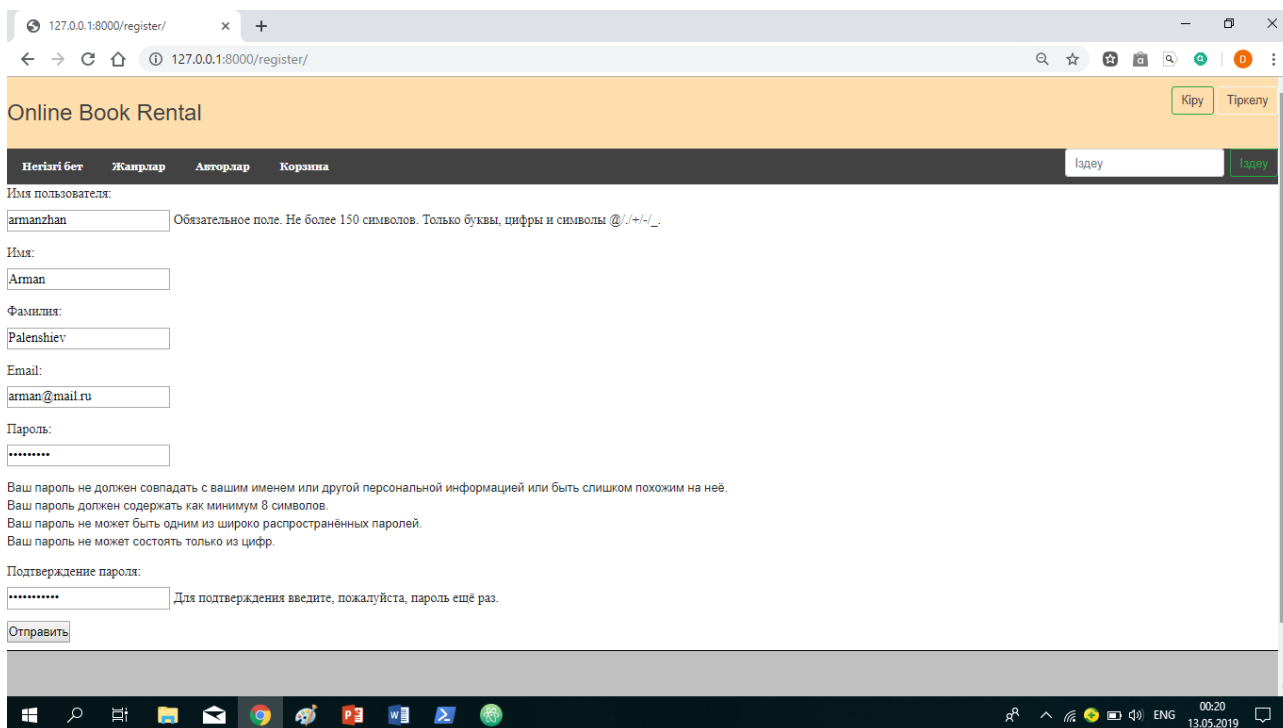 127.0.0.1:8000/register/
127.0.0.1:8000/register/
Online Book Rental
Кіру
Тіркелу
Негізгі бет Жанрлар Авторлар Корзина
Іздеу
Іздеу
Имя пользователя:
armanzhan Обязательное поле. Не более 150 символов. Только буквы, цифры и символы @/./+/-/_.
Имя:
Arman
Фамилия:
Palenshiev
Email:
arman@mail.ru
Пароль:
•••••••••
Ваш пароль не должен совпадать с вашим именем или другой персональной информацией или быть слишком похожим на неё.
Ваш пароль должен содержать как минимум 8 символов.
Ваш пароль не может быть одним из широко распространённых паролей.
Ваш пароль не может состоять только из цифр.
Подтверждение пароля:
••••••••••• Для подтверждения введите, пожалуйста, пароль ещё раз.
Отправить
ENG
00:20
13.05.2019